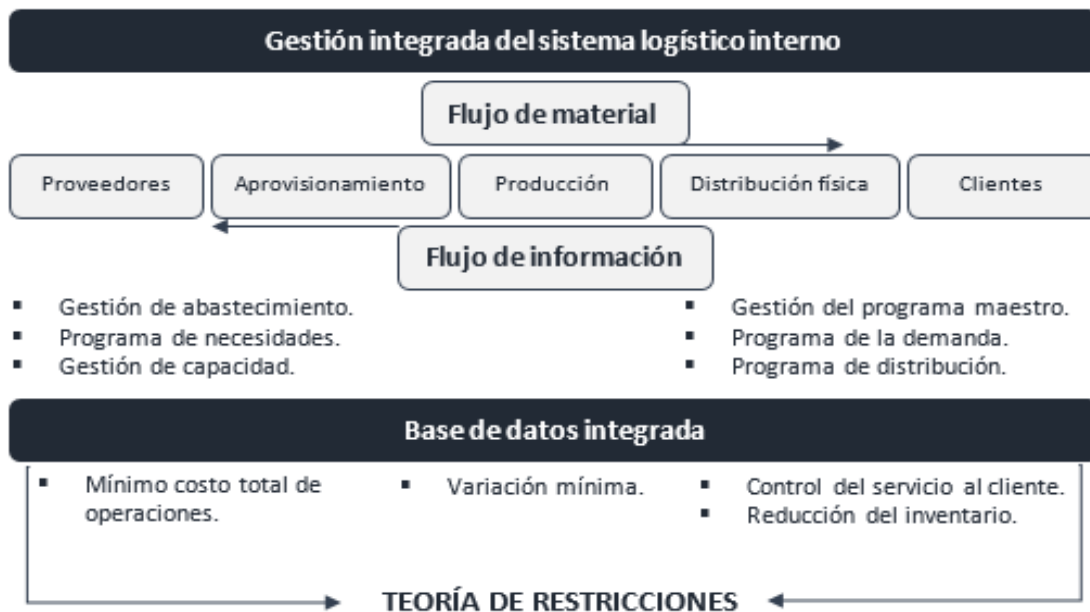 Gestión integrada del sistema logístico interno
Flujo de material
Proveedores
Aprovisionamiento
Producción
Distribución física
Clientes
Flujo de información
▪ Gestión de abastecimiento.
▪ Programa de necesidades.
▪ Gestión de capacidad.
▪ Gestión del programa maestro.
▪ Programa de la demanda.
▪ Programa de distribución.
Base de datos integrada
▪ Mínimo costo total de
operaciones.
▪ Variación mínima.
▪ Control del servicio al cliente.
▪ Reducción del inventario.
TEORÍA DE RESTRICCIONES